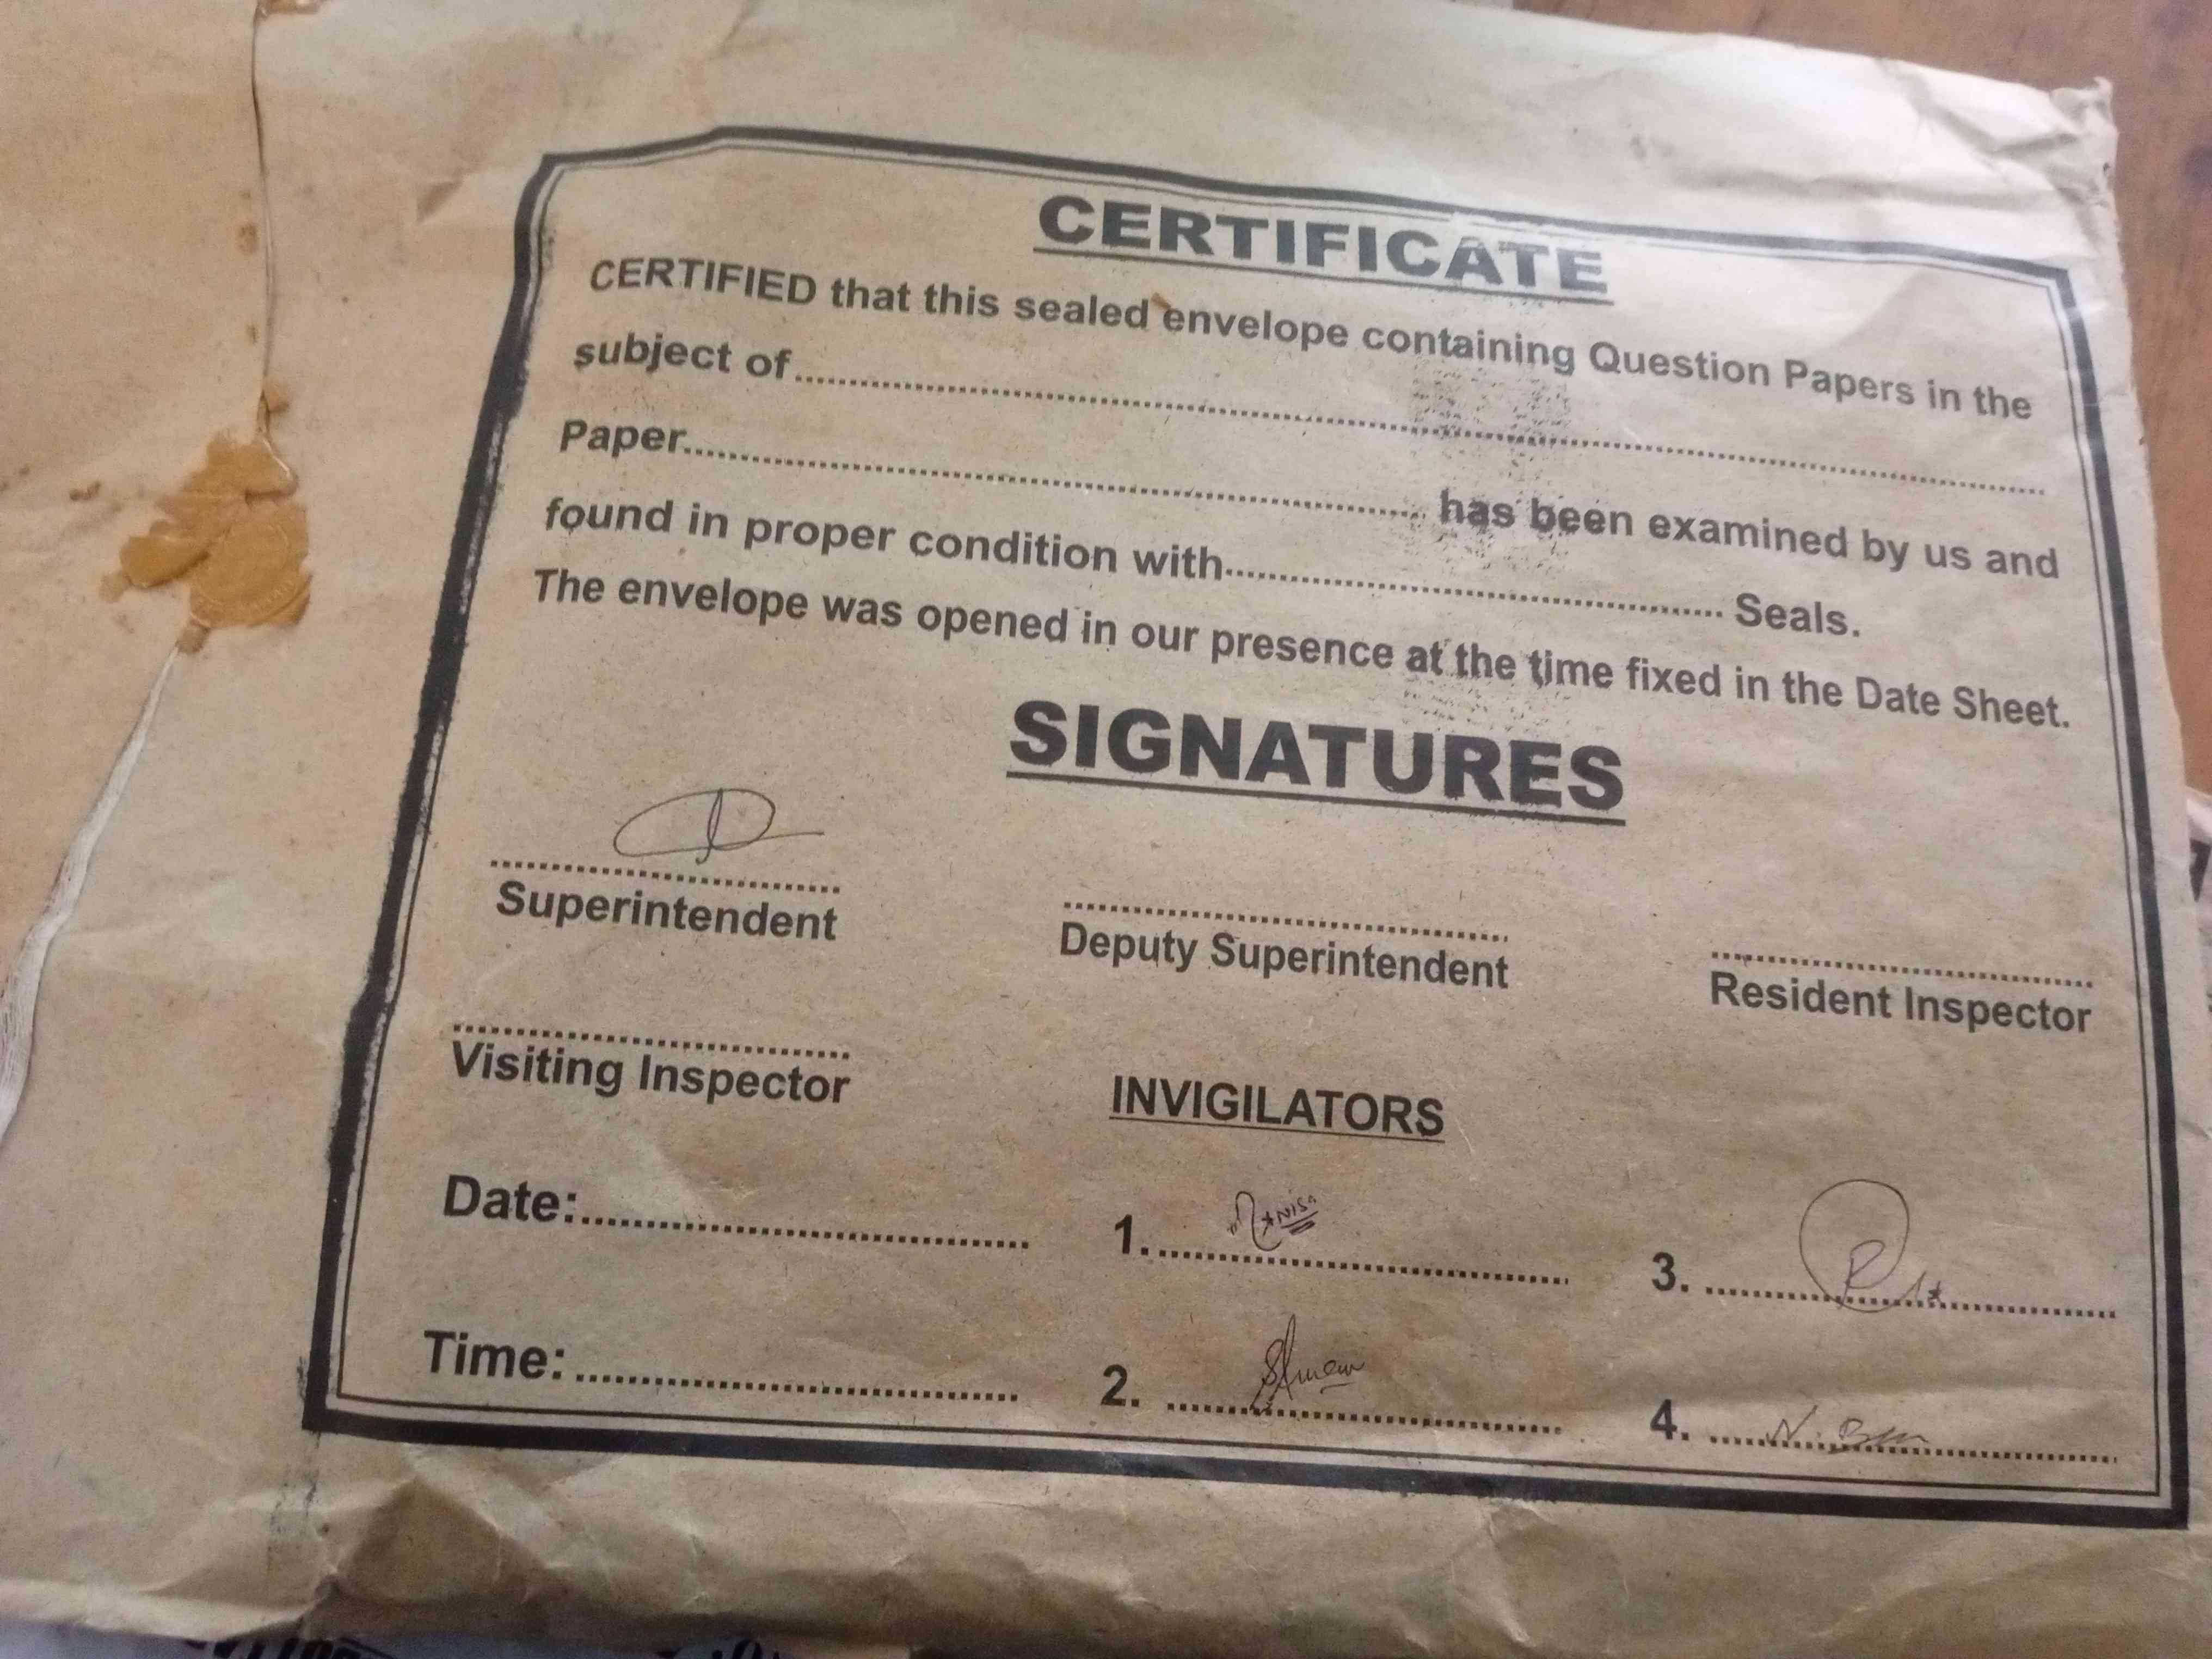 CERTIFICATE
CERTIFIED that this sealed envelope containing Question Papers in the
subject of
Paper has been examined by us and
found in proper condition with Seals.
The envelope was opened in our presence at the time fixed in the Date Sheet.
SIGNATURES
Superintendent
Deputy Superintendent
Resident Inspector
Visiting Inspector
INVIGILATORS
Date:
1.
3.
Time:
2.
4.